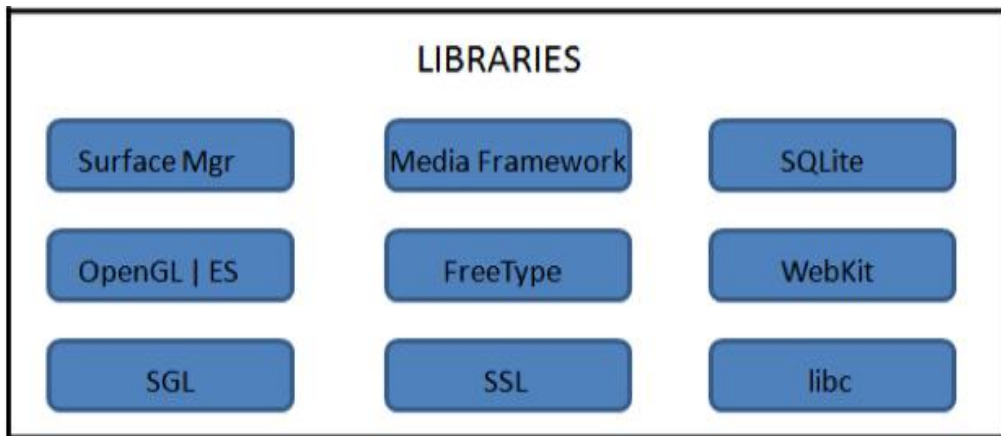 LIBRARIES
Surface Mgr
Media Framework
SQLite
OpenGL | ES
FreeType
WebKit
SGL
SSL
libc